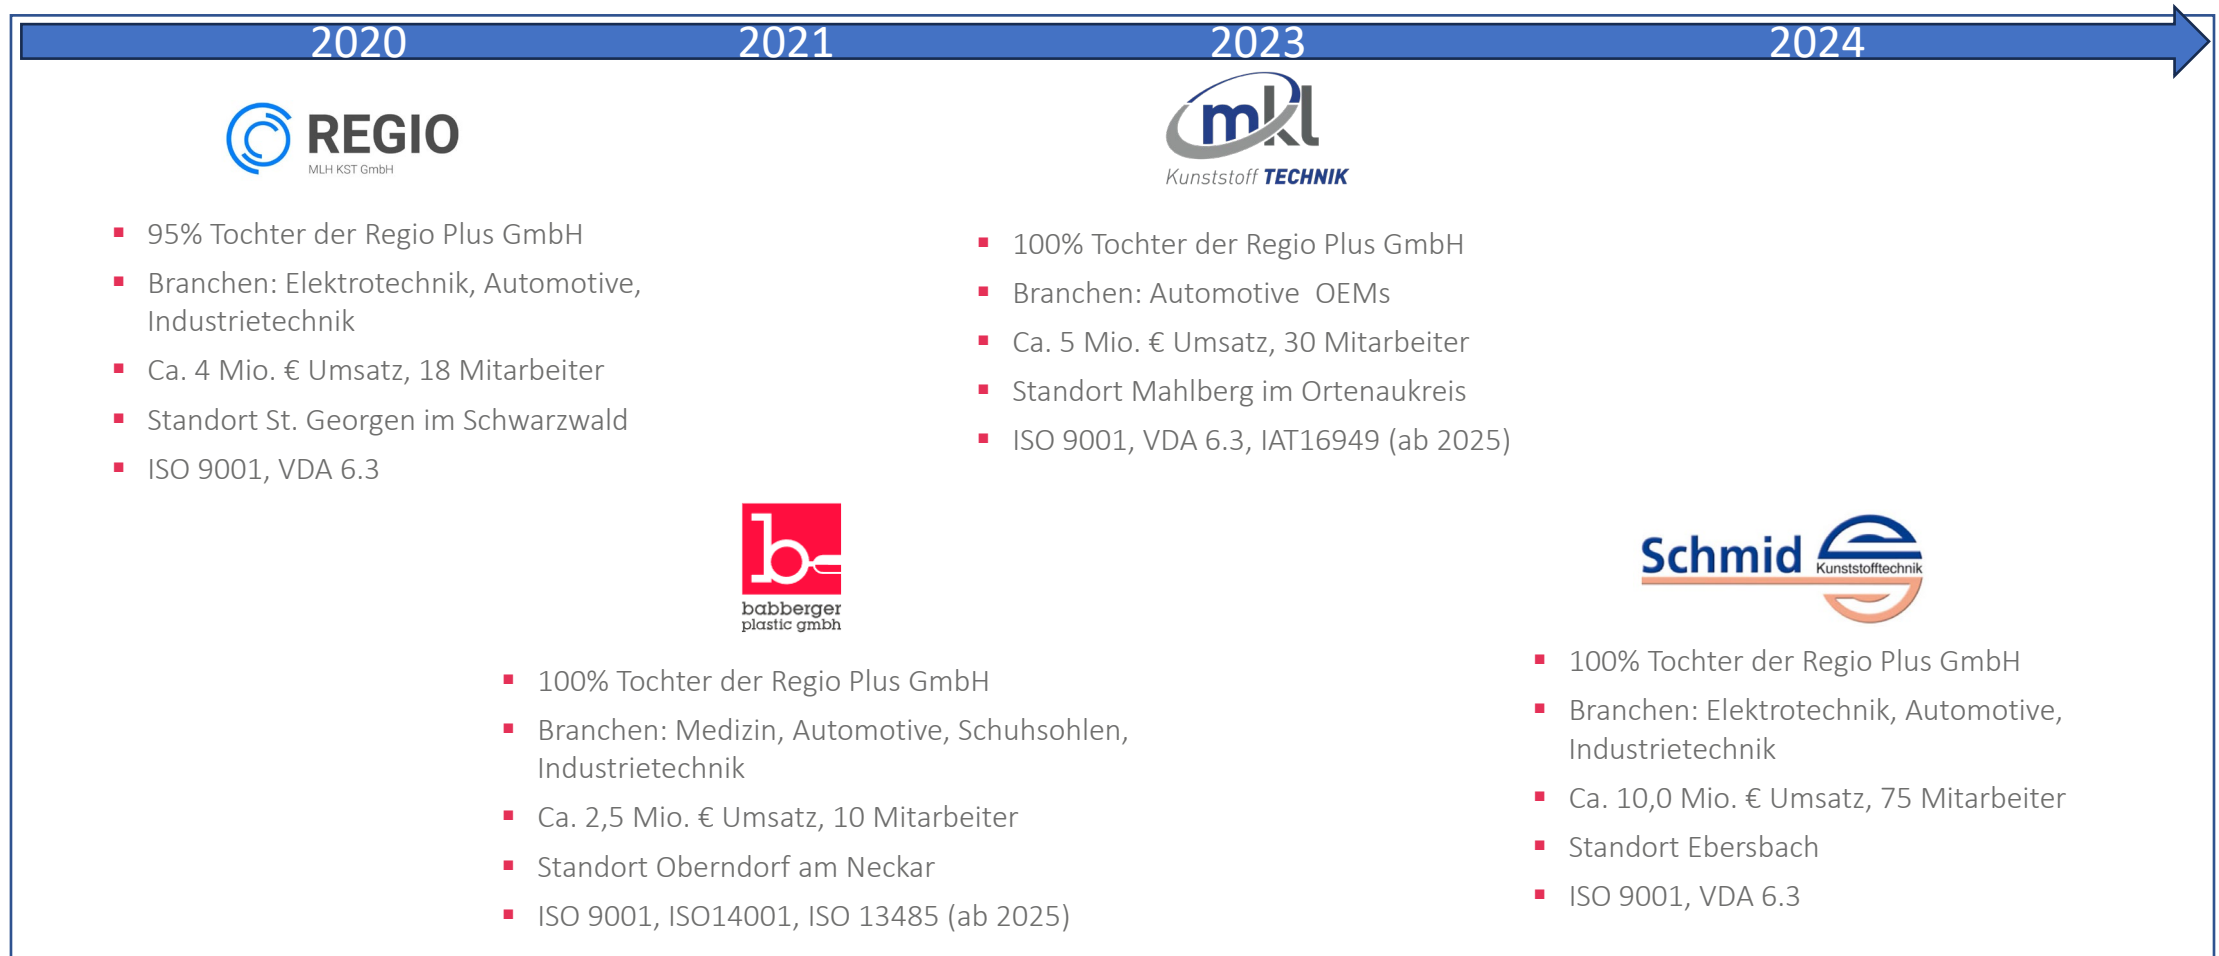 2020 2021 2023 2024
REGIO
MLH KST GmbH
95% Tochter der Regio Plus GmbH
Branchen: Elektrotechnik, Automotive,
Industrietechnik
Ca. 4 Mio. € Umsatz, 18 Mitarbeiter
Standort St. Georgen im Schwarzwald
ISO 9001, VDA 6.3
babberger
plastic gmbh
100% Tochter der Regio Plus GmbH
Branchen: Medizin, Automotive, Schuhsohlen,
Industrietechnik
Ca. 2,5 Mio. € Umsatz, 10 Mitarbeiter
Standort Oberndorf am Neckar
ISO 9001, ISO14001, ISO 13485 (ab 2025)
mkl
Kunststoff TECHNIK
100% Tochter der Regio Plus GmbH
Branchen: Automotive  OEMs
Ca. 5 Mio. € Umsatz, 30 Mitarbeiter
Standort Mahlberg im Ortenaukreis
ISO 9001, VDA 6.3, IAT16949 (ab 2025)
Schmid
Kunststofftechnik
100% Tochter der Regio Plus GmbH
Branchen: Elektrotechnik, Automotive,
Industrietechnik
Ca. 10,0 Mio. € Umsatz, 75 Mitarbeiter
Standort Ebersbach
ISO 9001, VDA 6.3